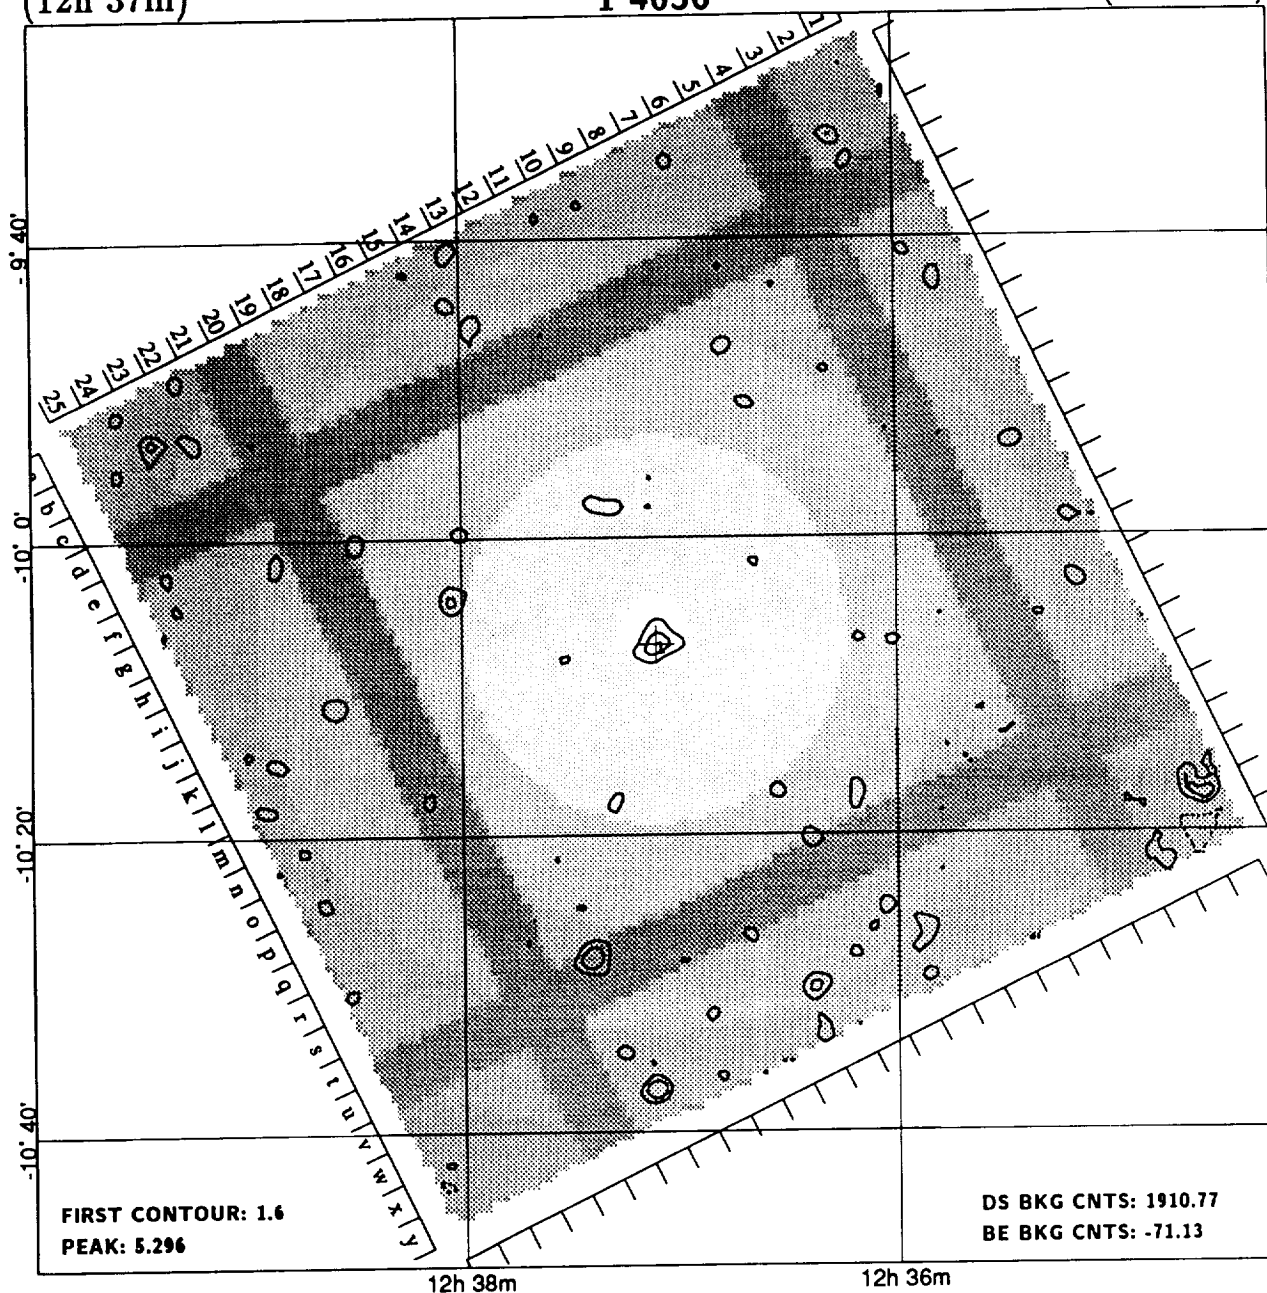 (12h 37m)
1
2
3
4
5
6
7
8
9
10
11
12
13
14
15
16
17
18
19
20
21
22
23
24
25
b
c
d
e
f
g
h
i
j
k
l
m
n
o
p
q
r
s
t
u
v
w
x
y
-9° 40'
-10° 0'
-10° 20'
-10° 40'
FIRST CONTOUR: 1.6
PEAK: 5.296
DS BKG CNTS: 1910.77
BE BKG CNTS: -71.13
12h 38m
12h 36m